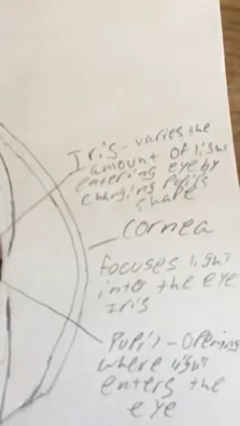 Iris - varies the
amount of light
entering eye by
changing Pupil's
shape
Cornea
focuses light
into the eye
Iris
Pupil - Opening
where light
enters the
eye